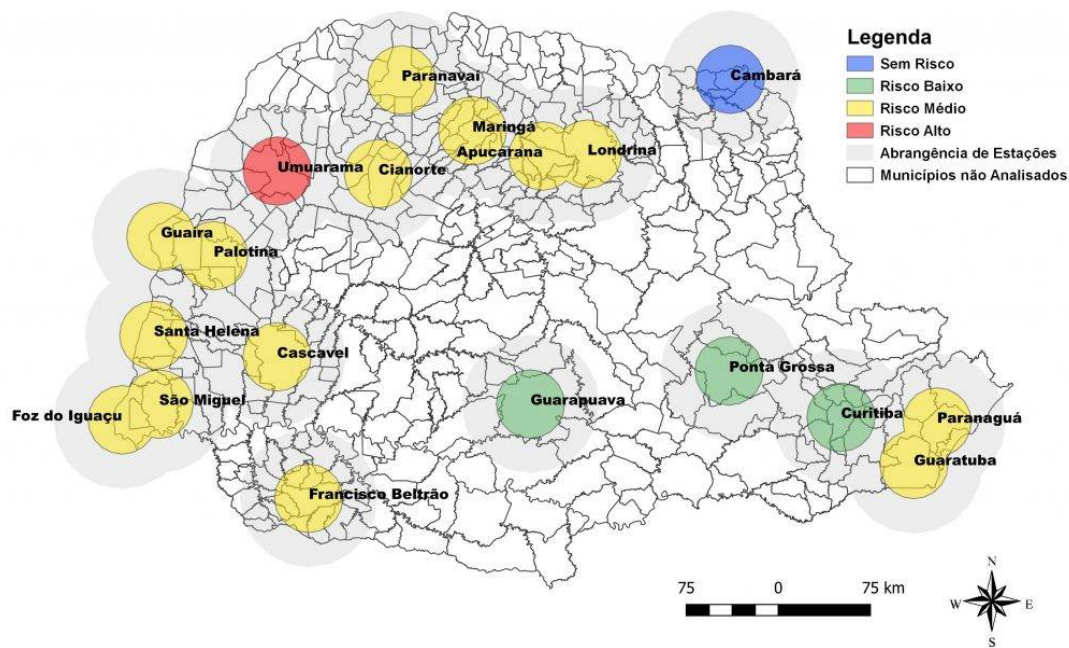 Legenda
Sem Risco
Risco Baixo
Risco Médio
Risco Alto
Abrangência de Estações
Municípios não Analisados
Paranavaí
Cambará
Maringá
Apucarana
Londrina
Umuarama
Cianorte
Guaíra
Palotina
Santa Helena
Cascavel
São Miguel
Foz do Iguaçu
Francisco Beltrão
Guarapuava
Ponta Grossa
Curitiba
Paranaguá
Guaratuba
75 0 75 km
N
W E
S